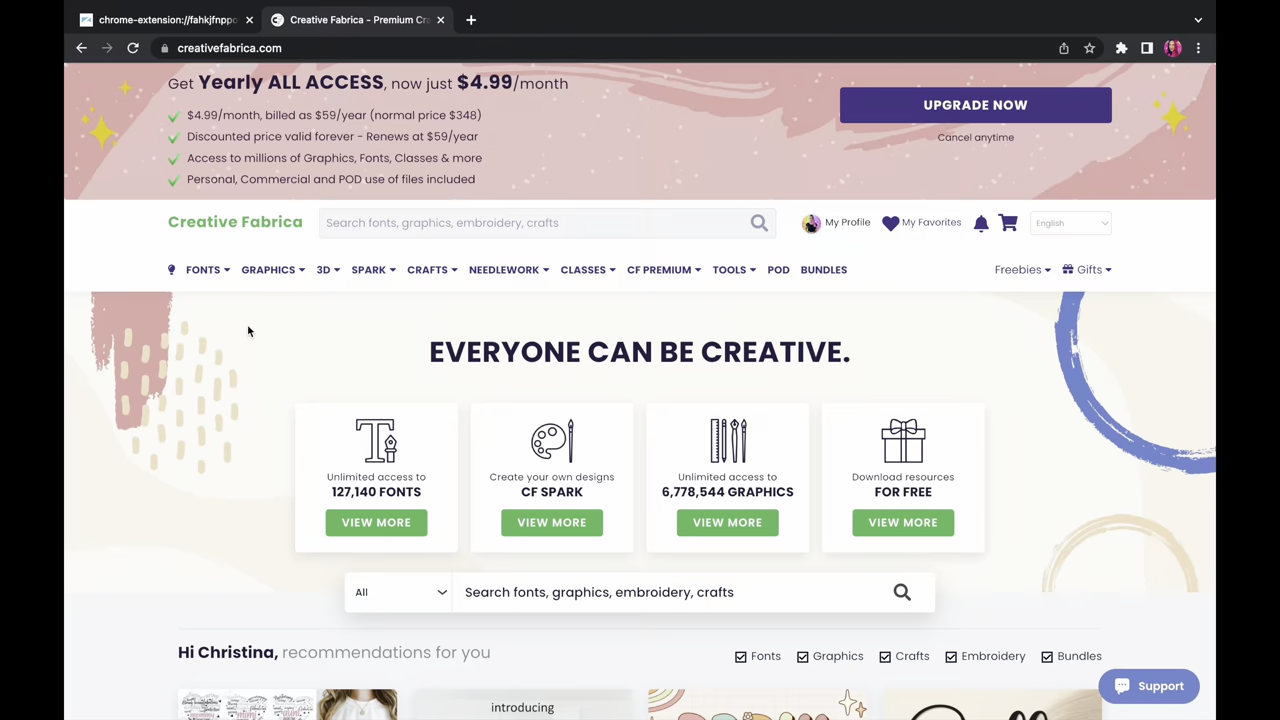 chrome-extension://fahkjfnppo
Creative Fabrica - Premium Cra
creativefabrica.com
Get Yearly ALL ACCESS, now just $4.99/month
$4.99/month, billed as $59/year (normal price $348)
Discounted price valid forever - Renews at $59/year
Access to millions of Graphics, Fonts, Classes & more
Personal, Commercial and POD use of files included
UPGRADE NOW
Cancel anytime
Creative Fabrica
Search fonts, graphics, embroidery, crafts
My Profile
My Favorites
English
FONTS GRAPHICS 3D SPARK CRAFTS NEEDLEWORK CLASSES CF PREMIUM TOOLS POD BUNDLES
Freebies Gifts
EVERYONE CAN BE CREATIVE.
Unlimited access to
127,140 FONTS
VIEW MORE
Create your own designs
CF SPARK
VIEW MORE
Unlimited access to
6,778,544 GRAPHICS
VIEW MORE
Download resources
FOR FREE
VIEW MORE
All
Search fonts, graphics, embroidery, crafts
Hi Christina, recommendations for you
Fonts Graphics Crafts Embroidery Bundles
Support
introducing